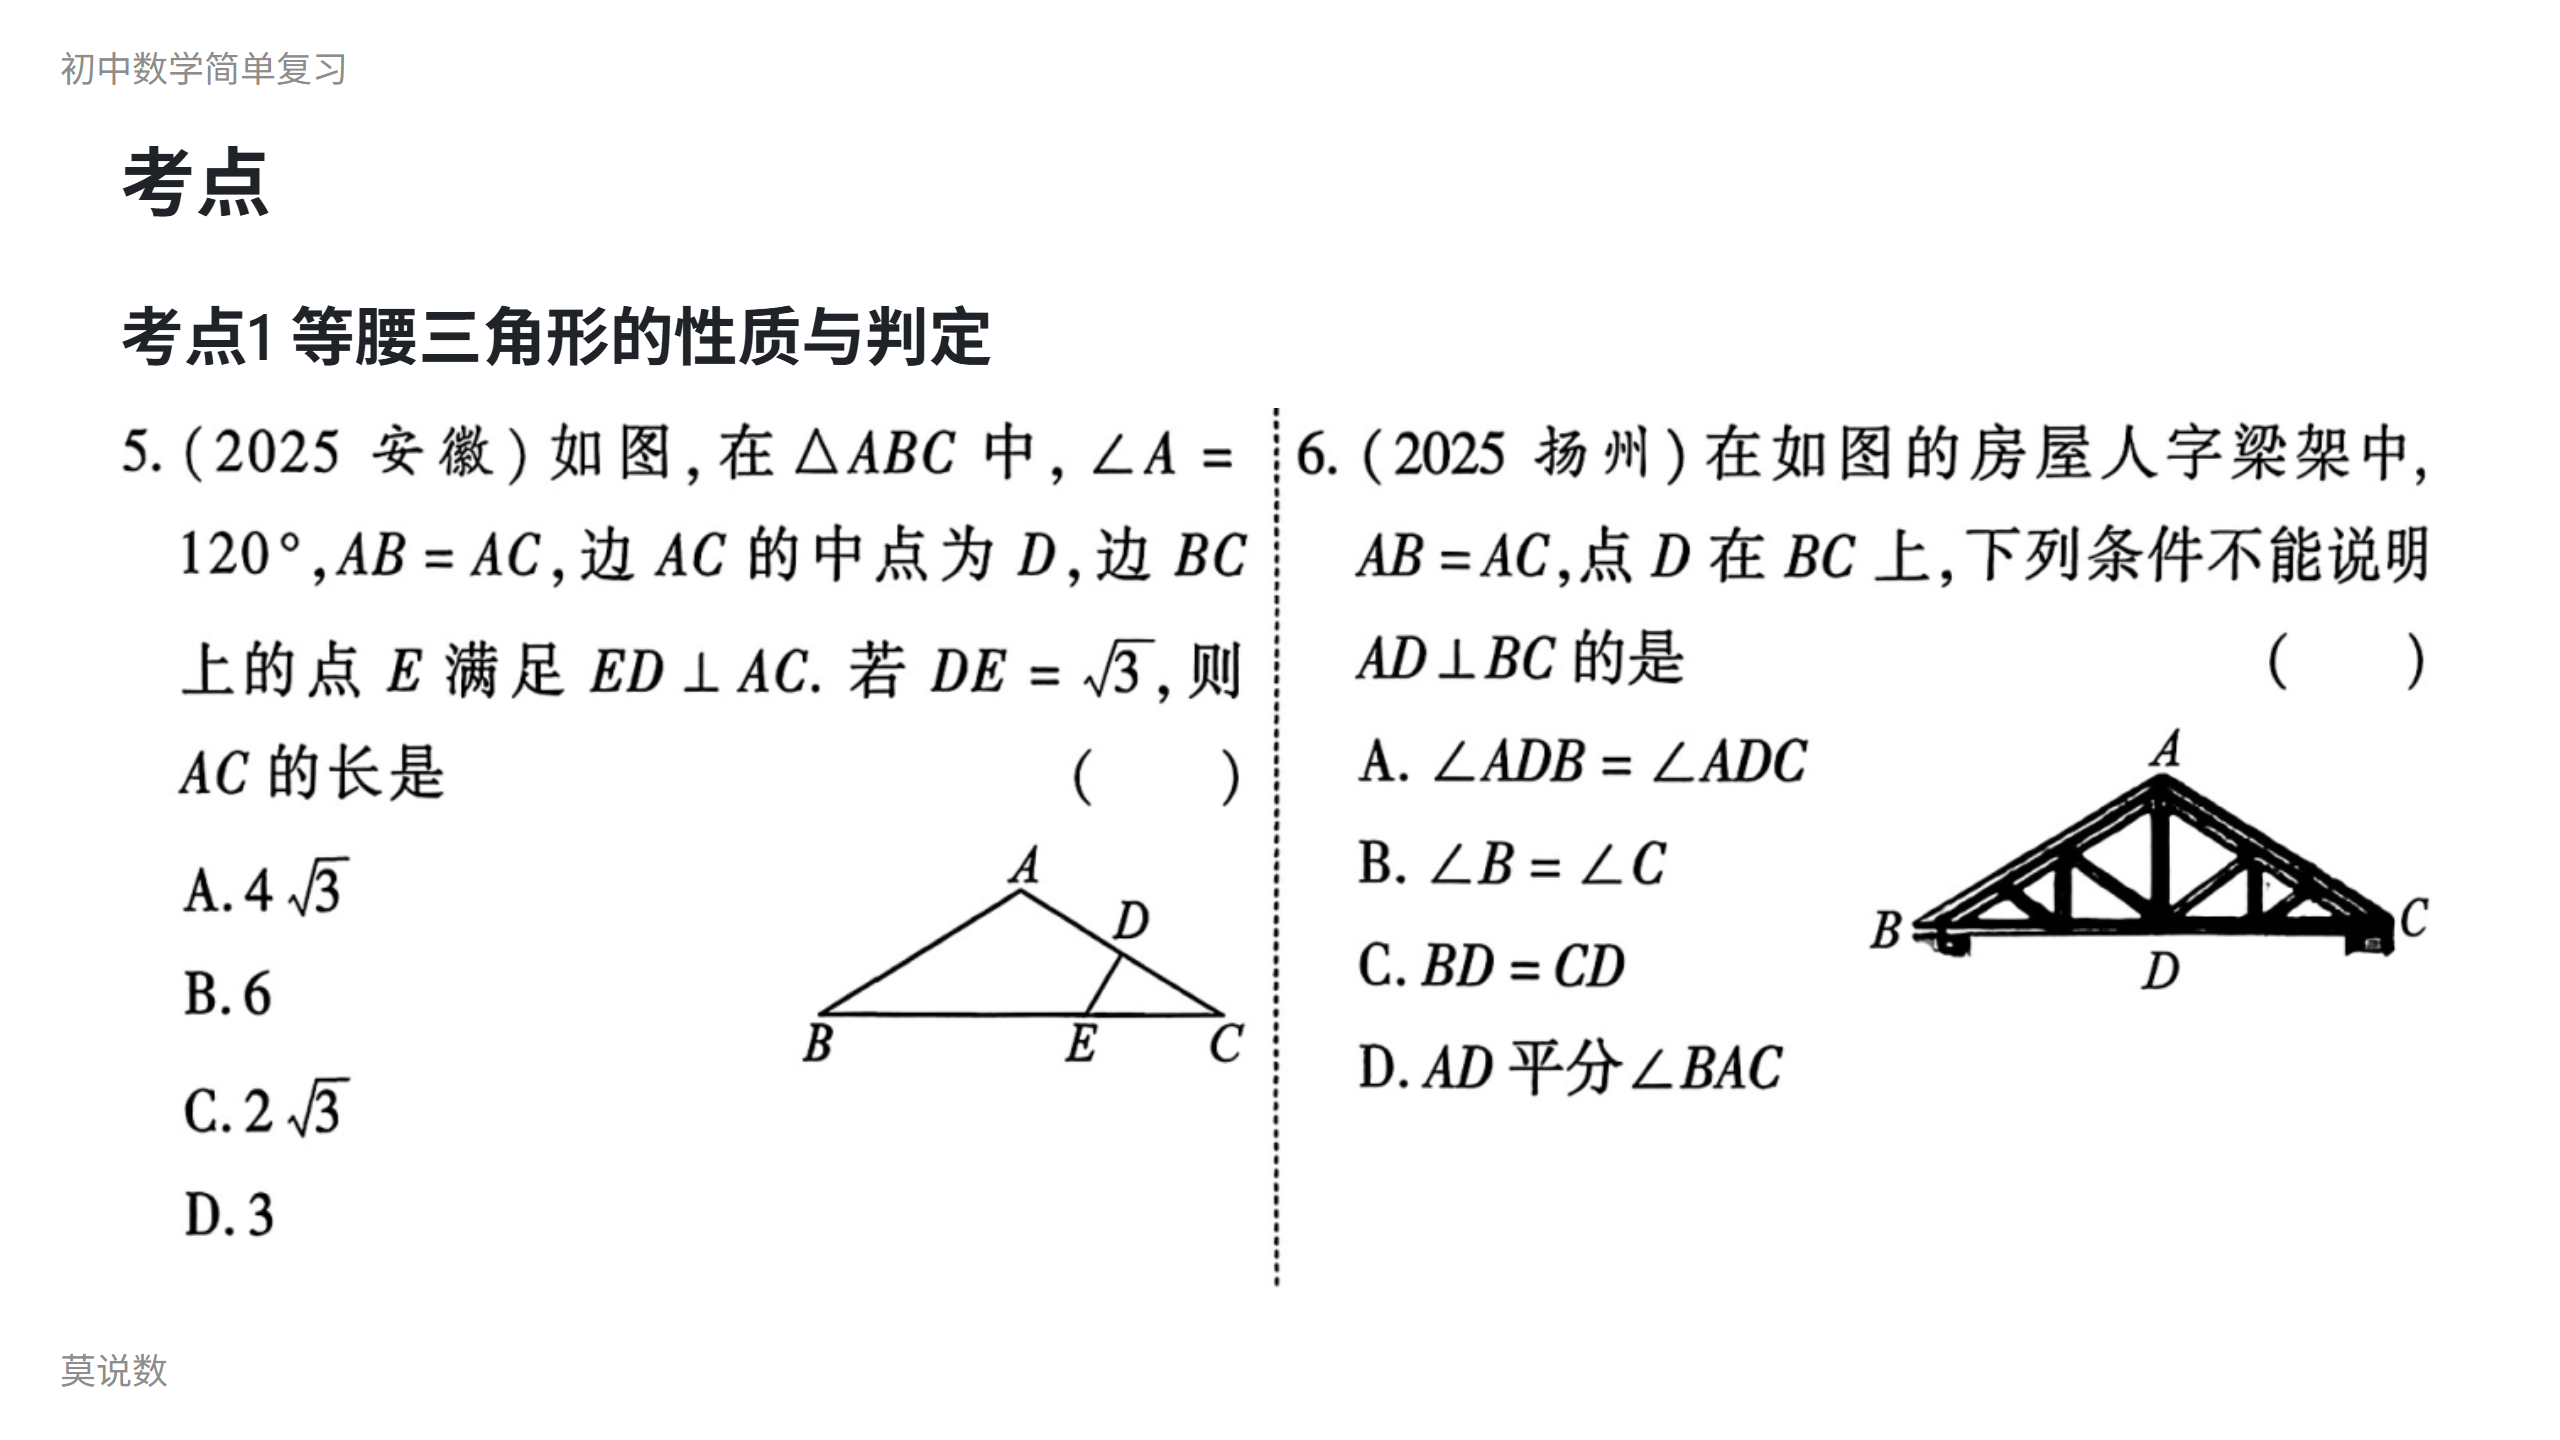 初中数学简单复习
考点
考点1 等腰三角形的性质与判定
5. (2025 安徽)如图,在△ABC 中,∠A =
120°,AB = AC,边 AC 的中点为 D,边 BC
上的点 E 满足 ED⊥AC. 若 DE = √3,则
AC 的长是 ( )
A. 4√3
B. 6
C. 2√3
D. 3
A
D
B
E
C
6. (2025 扬州)在如图的房屋人字梁架中,
AB = AC,点 D 在 BC 上,下列条件不能说明
AD⊥BC 的是 ( )
A. ∠ADB = ∠ADC
B. ∠B = ∠C
C. BD = CD
D. AD 平分∠BAC
A
B
C
D
莫说数